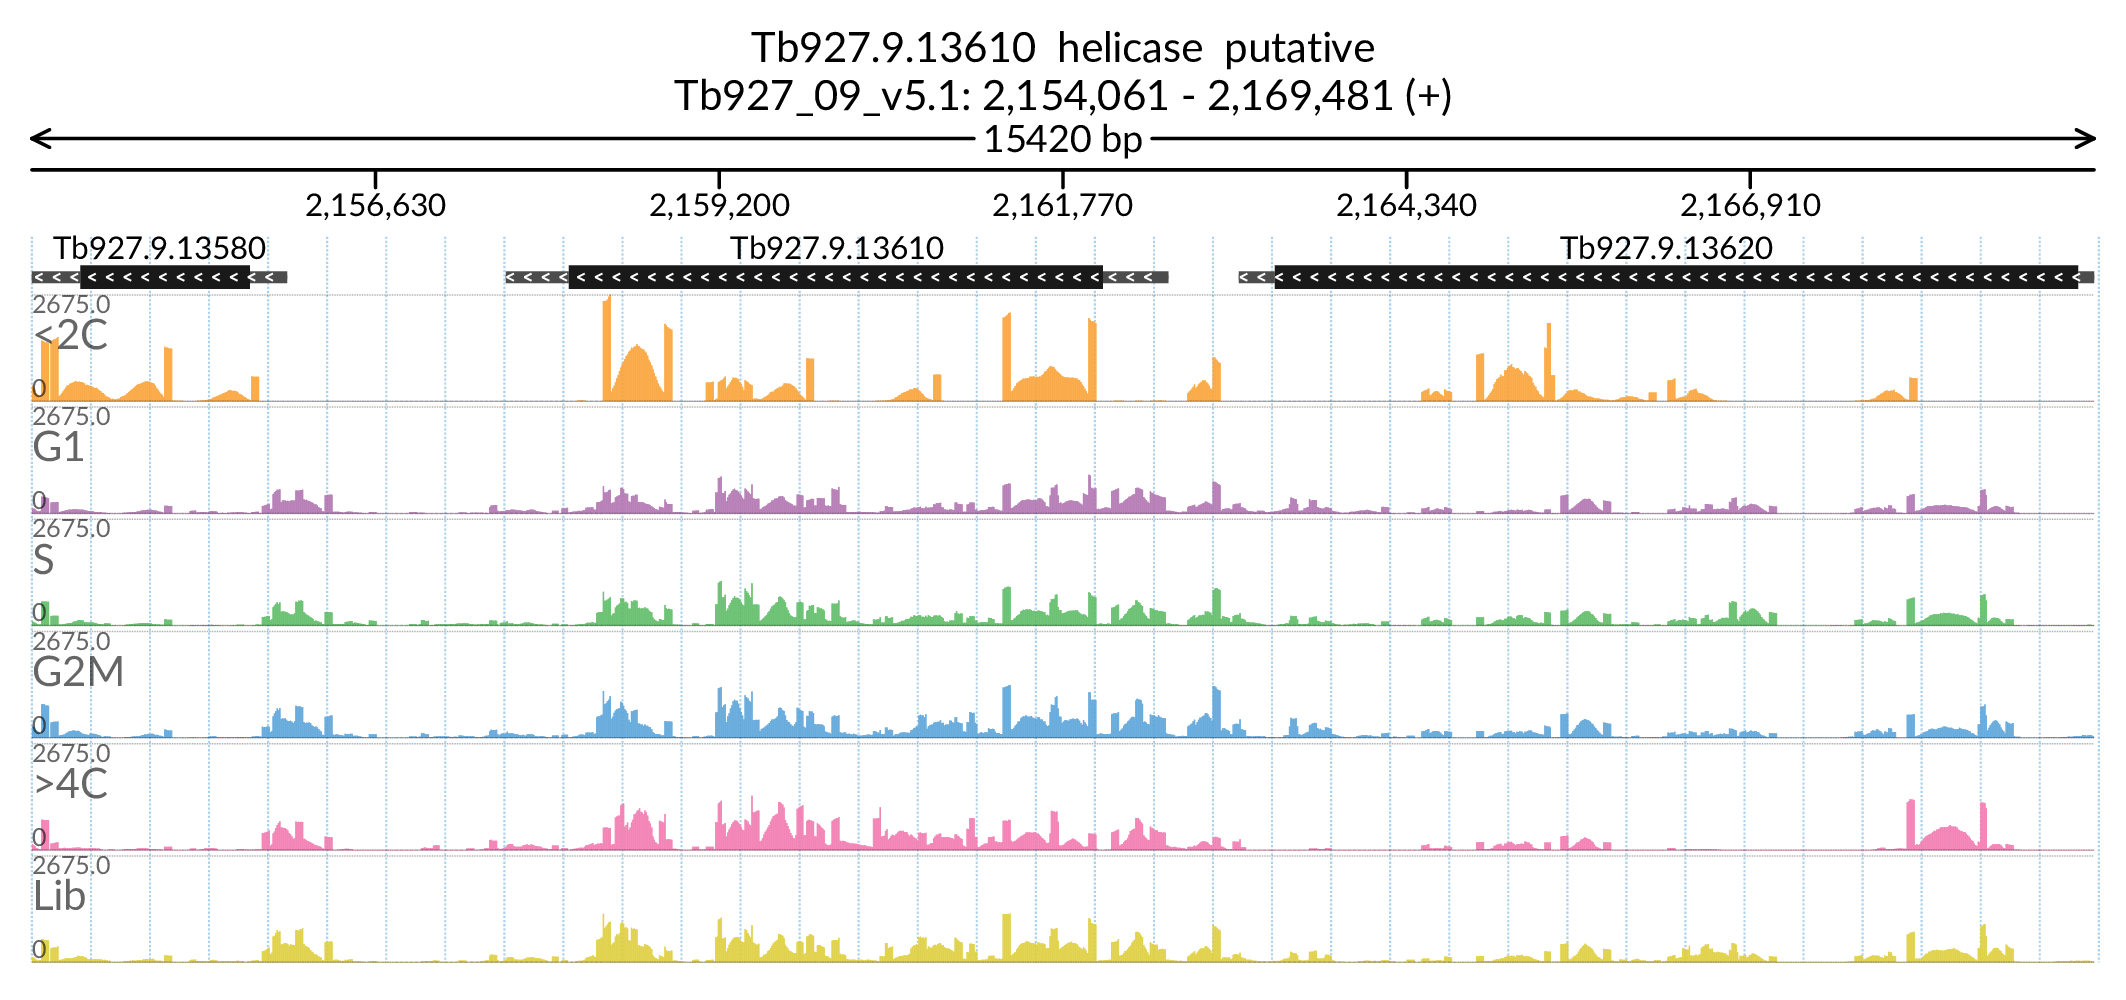 Tb927.9.13610 helicase putative
Tb927_09_v5.1: 2,154,061 - 2,169,481 (+)
15420 bp
2,156,630 2,159,200 2,161,770 2,164,340 2,166,910
Tb927.9.13580 Tb927.9.13610 Tb927.9.13620
2675.0
<2C
0
2675.0
G1
0
2675.0
S
0
2675.0
G2M
0
2675.0
>4C
0
2675.0
Lib
0